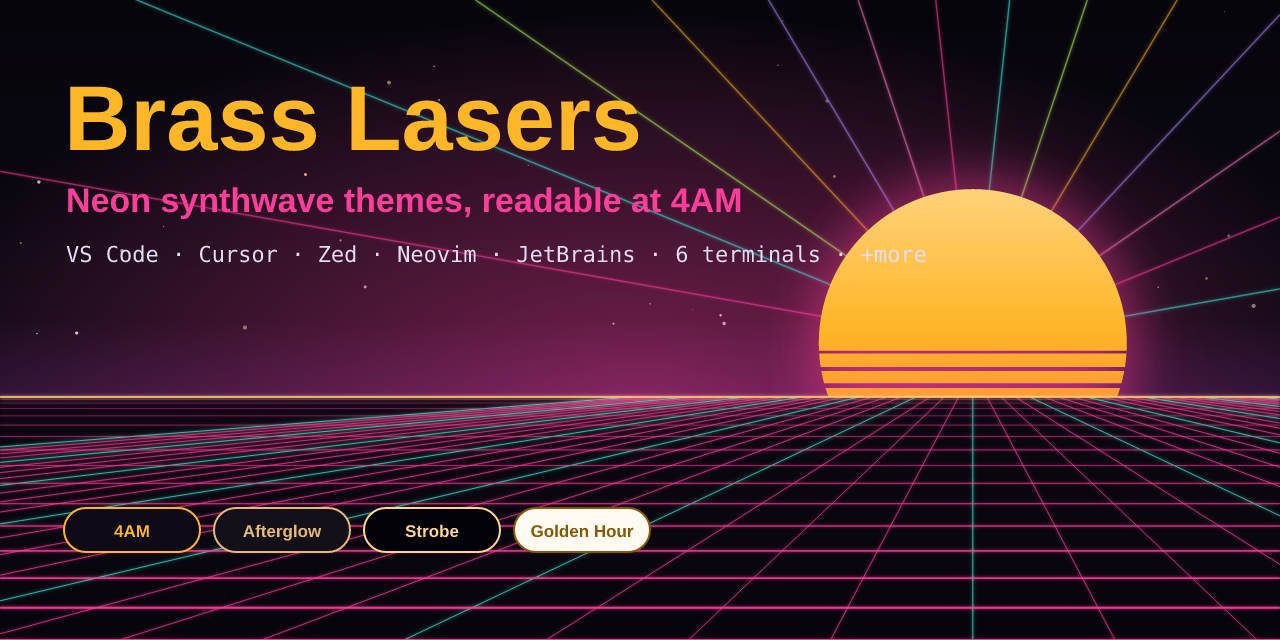 Brass Lasers
Neon synthwave themes, readable at 4AM
VS Code · Cursor · Zed · Neovim · JetBrains · 6 terminals · +more
4AM
Afterglow
Strobe
Golden Hour